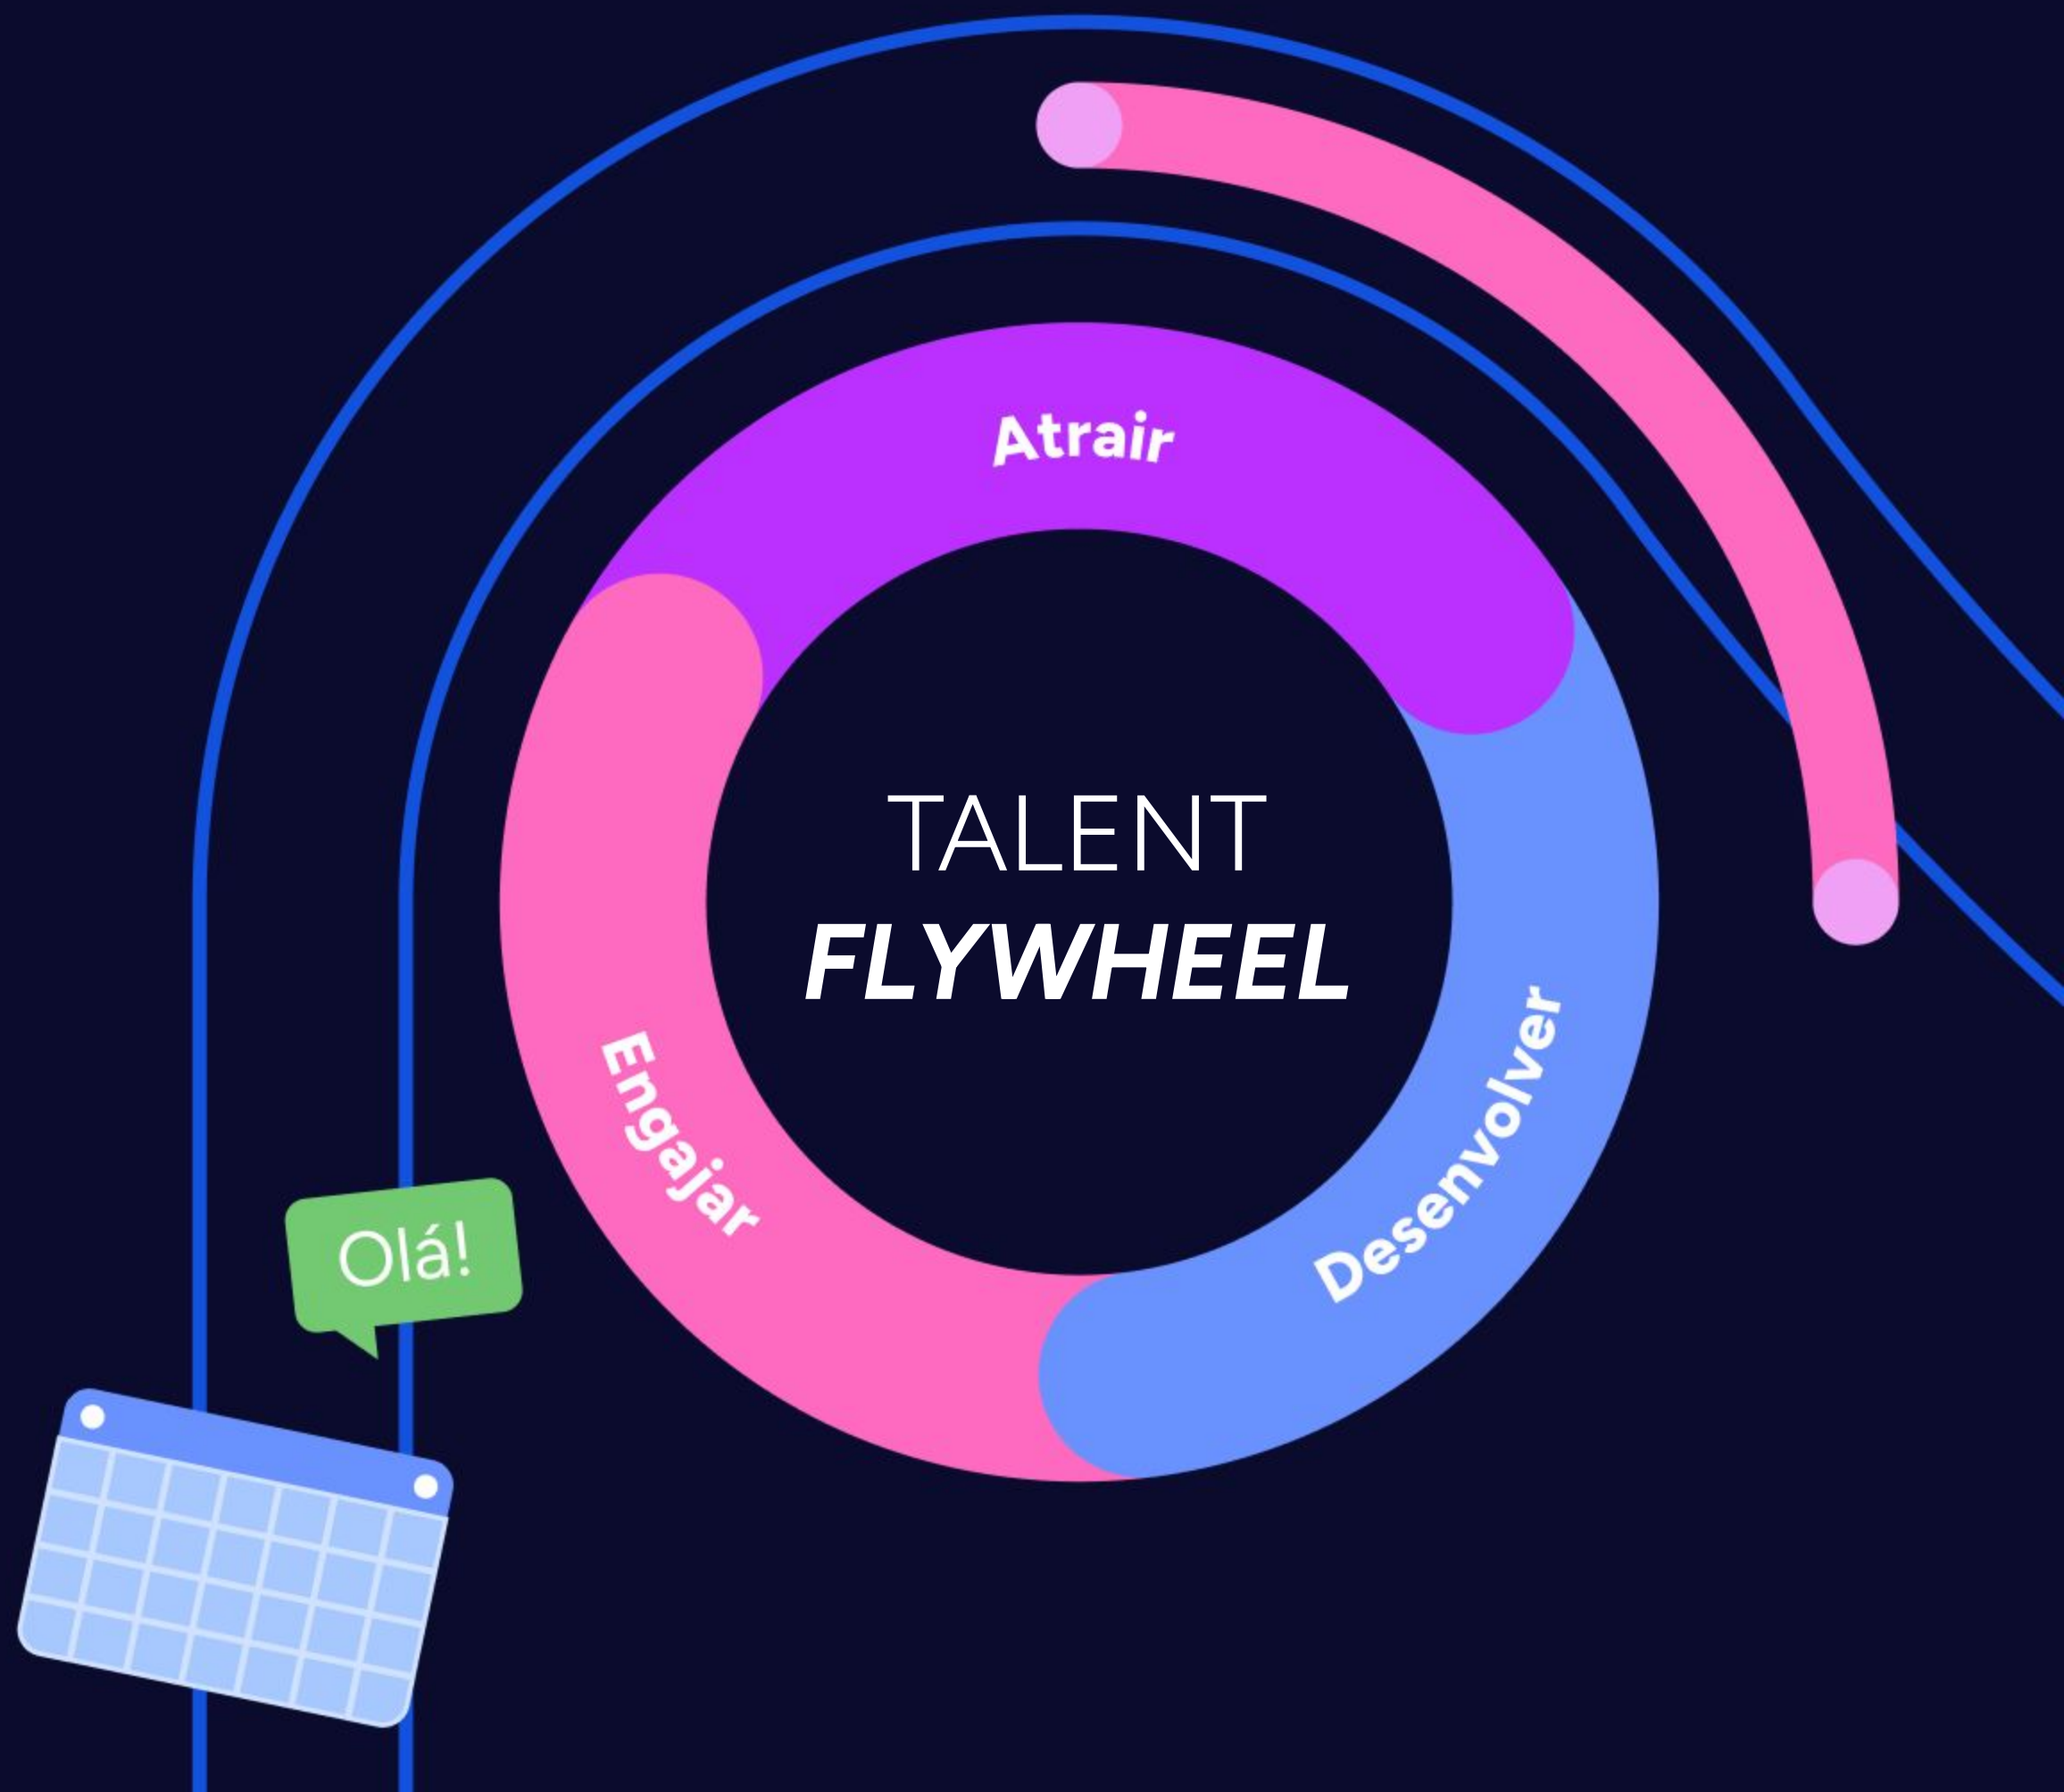 Atrair
TALENT
FLYWHEEL
Desenvolver
Engajar
Olá!